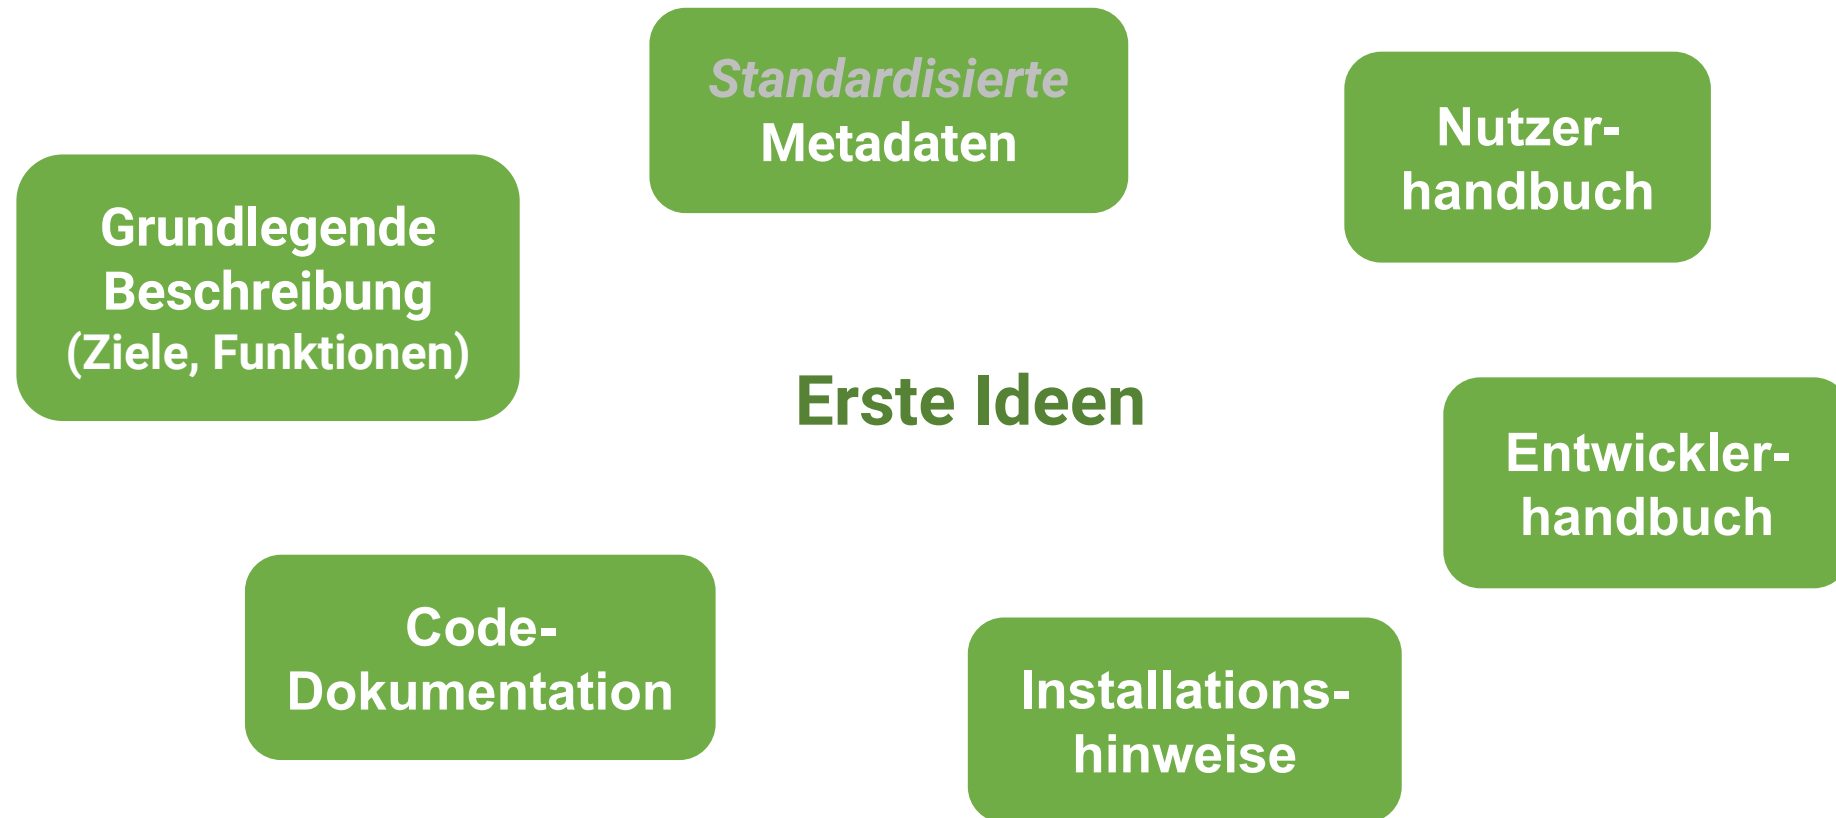 Standardisierte
Metadaten
Nutzer-
handbuch
Grundlegende
Beschreibung
(Ziele, Funktionen)
Erste Ideen
Entwickler-
handbuch
Code-
Dokumentation
Installations-
hinweise